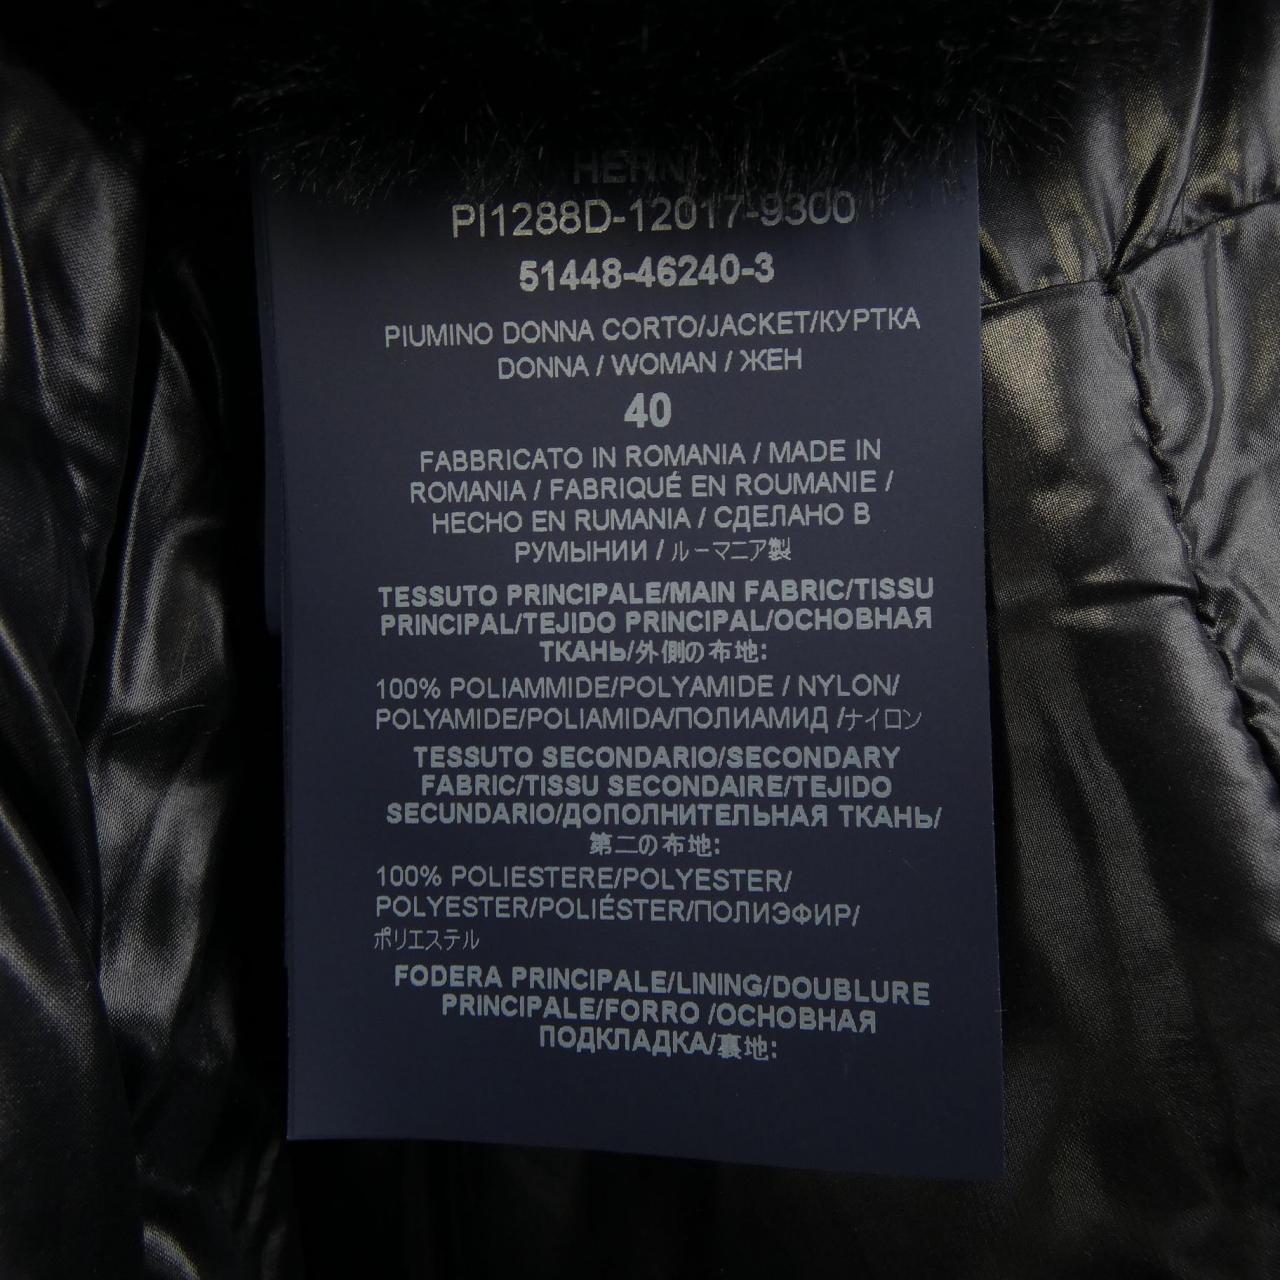 PI1288D-12017-9300
51448-46240-3
PIUMINO DONNA CORTO/JACKET/КУРТКА
DONNA / WOMAN / ЖЕН
40
FABBRICATO IN ROMANIA / MADE IN
ROMANIA / FABRIQUÉ EN ROUMANIE /
HECHO EN RUMANIA / СДЕЛАНО В
РУМЫНИИ / ルーマニア製
TESSUTO PRINCIPALE/MAIN FABRIC/TISSU
PRINCIPAL/TEJIDO PRINCIPAL/ОСНОВНАЯ
ТКАНЬ/外側の布地:
100% POLIAMMIDE/POLYAMIDE / NYLON/
POLYAMIDE/POLIAMIDA/ПОЛИАМИД /ナイロン
TESSUTO SECONDARIO/SECONDARY
FABRIC/TISSU SECONDAIRE/TEJIDO
SECUNDARIO/ДОПОЛНИТЕЛЬНАЯ ТКАНЬ/
第二の布地:
100% POLIESTERE/POLYESTER/
POLYESTER/POLIÉSTER/ПОЛИЭФИР/
ポリエステル
FODERA PRINCIPALE/LINING/DOUBLURE
PRINCIPALE/FORRO /ОСНОВНАЯ
ПОДКЛАДКА/裏地: